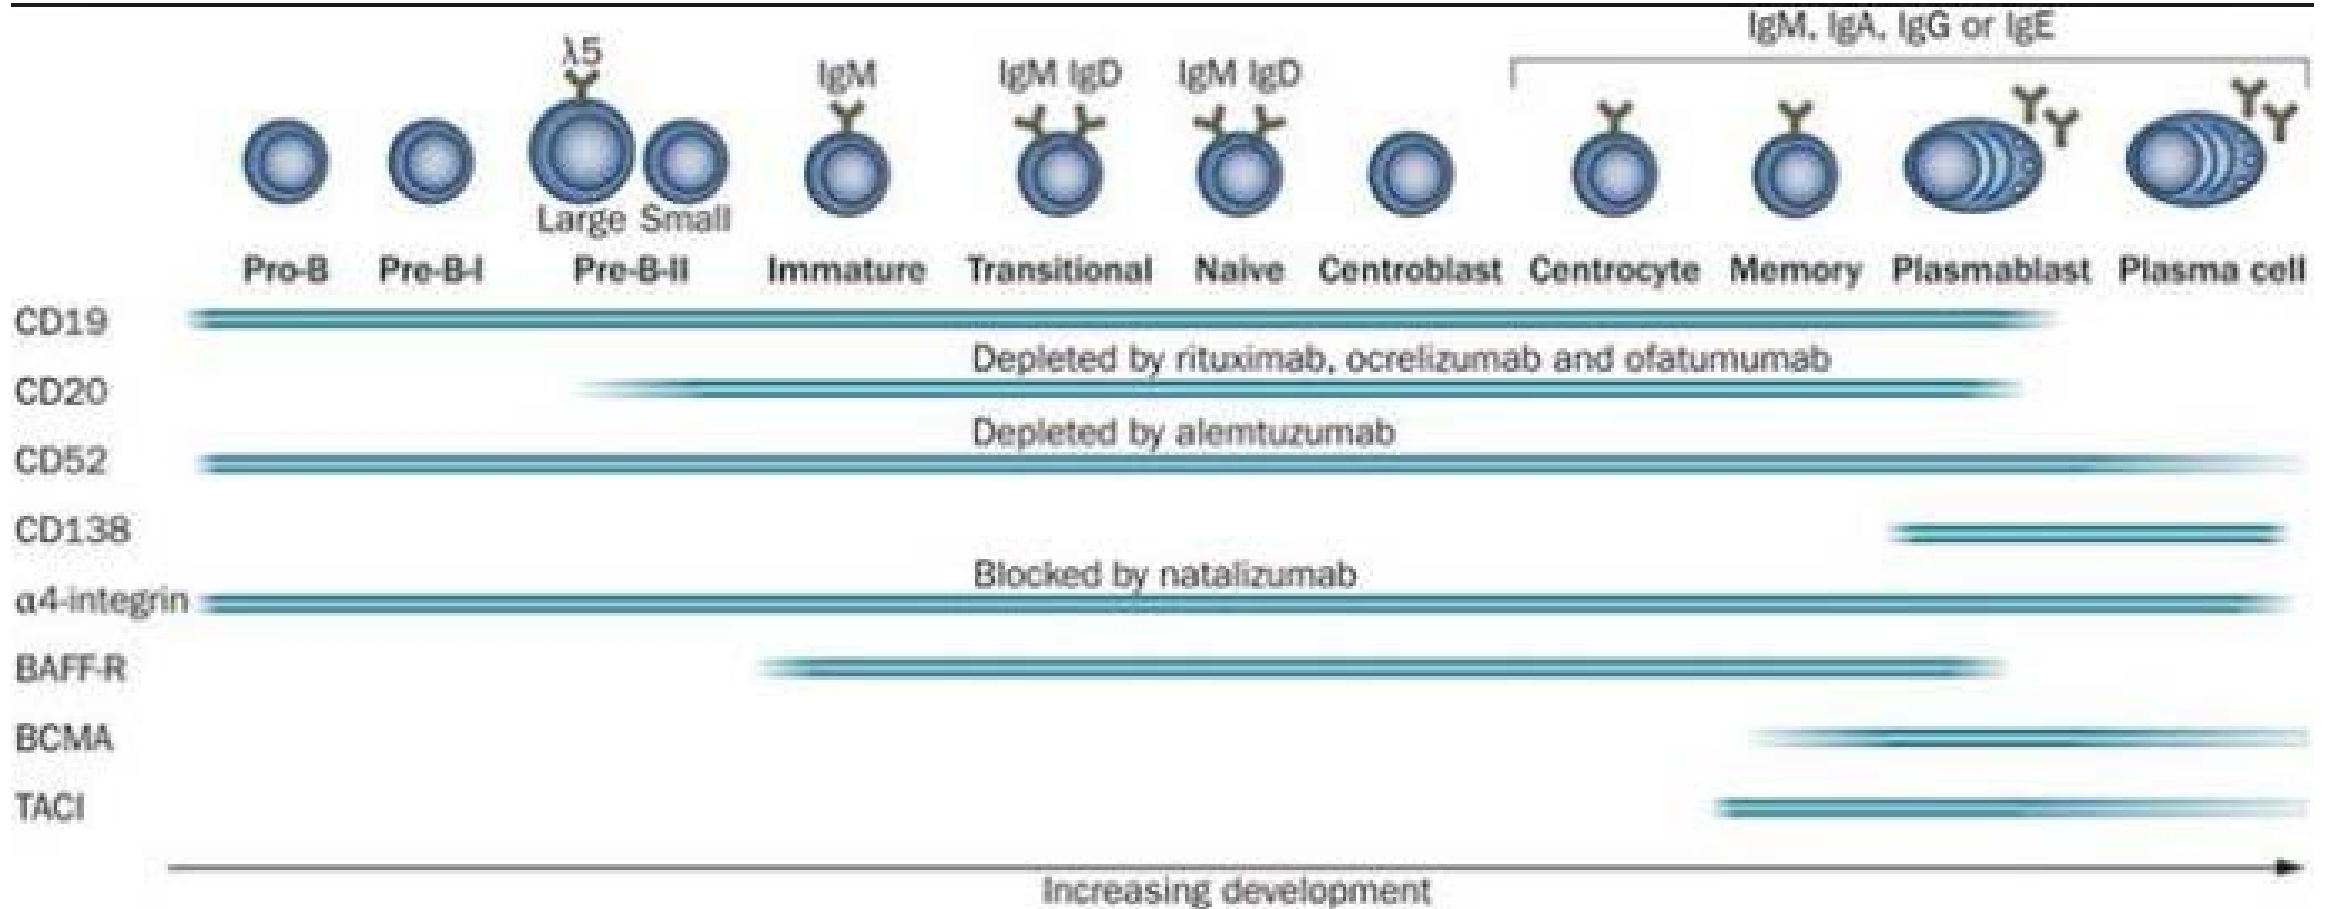 IgM, IgA, IgG or IgE
λ5
IgM
IgM IgD
IgM IgD
Large Small
Pro-B Pre-B-I Pre-B-II Immature Transitional Naive Centroblast Centrocyte Memory Plasmablast Plasma cell
CD19
Depleted by rituximab, ocrelizumab and ofatumumab
CD20
Depleted by alemtuzumab
CD52
CD138
Blocked by natalizumab
α4-integrin
BAFF-R
BCMA
TACI
Increasing development